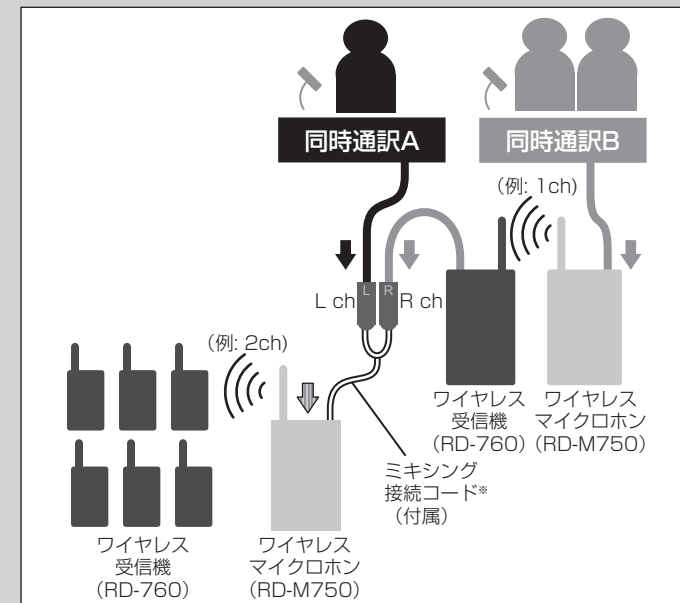 同時通訳A
同時通訳B
(例: 1ch)
L R
L ch
R ch
(例: 2ch)
ワイヤレス
受信機
(RD-760)
ワイヤレス
マイクロホン
(RD-M750)
ミキシング
接続コード※
(付属)
ワイヤレス
受信機
(RD-760)
ワイヤレス
マイクロホン
(RD-M750)